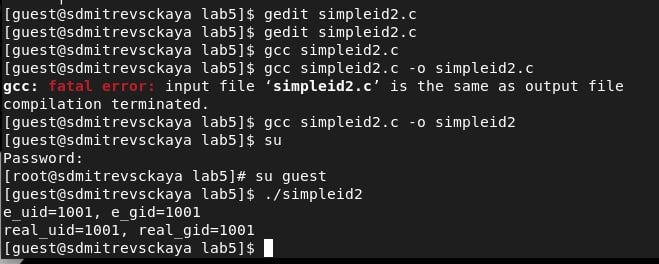 [guest@sdmitrevsckaya lab5]$ gedit simpleid2.c
[guest@sdmitrevsckaya lab5]$ gedit simpleid2.c
[guest@sdmitrevsckaya lab5]$ gcc simpleid2.c
[guest@sdmitrevsckaya lab5]$ gcc simpleid2.c -o simpleid2.c
gcc: fatal error: input file ‘simpleid2.c’ is the same as output file
compilation terminated.
[guest@sdmitrevsckaya lab5]$ gcc simpleid2.c -o simpleid2
[guest@sdmitrevsckaya lab5]$ su
Password:
[root@sdmitrevsckaya lab5]# su guest
[guest@sdmitrevsckaya lab5]$ ./simpleid2
e_uid=1001, e_gid=1001
real_uid=1001, real_gid=1001
[guest@sdmitrevsckaya lab5]$